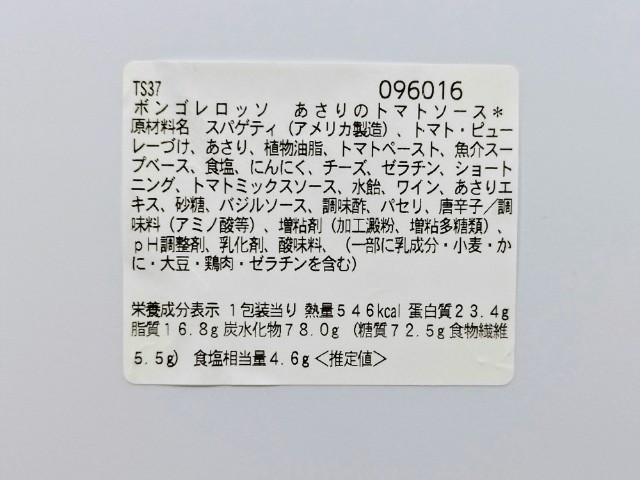 TS37 096016
ボンゴレロッソ あさりのトマトソース*
原材料名 スパゲティ（アメリカ製造）、トマト・ピュー
レーづけ、あさり、植物油脂、トマトペースト、魚介スー
プベース、食塩、にんにく、チーズ、ゼラチン、ショート
ニング、トマトミックスソース、水飴、ワイン、あさりエ
キス、砂糖、バジルソース、調味酢、パセリ、唐辛子／調
味料（アミノ酸等）、増粘剤（加工澱粉、増粘多糖類）、
ｐＨ調整剤、乳化剤、酸味料、（一部に乳成分・小麦・か
に・大豆・鶏肉・ゼラチンを含む）
栄養成分表示 １包装当り 熱量５４６kcal 蛋白質２３.４g
脂質１６.８g 炭水化物７８.０g （糖質７２.５g 食物繊維
５.５g） 食塩相当量４.６g＜推定値＞